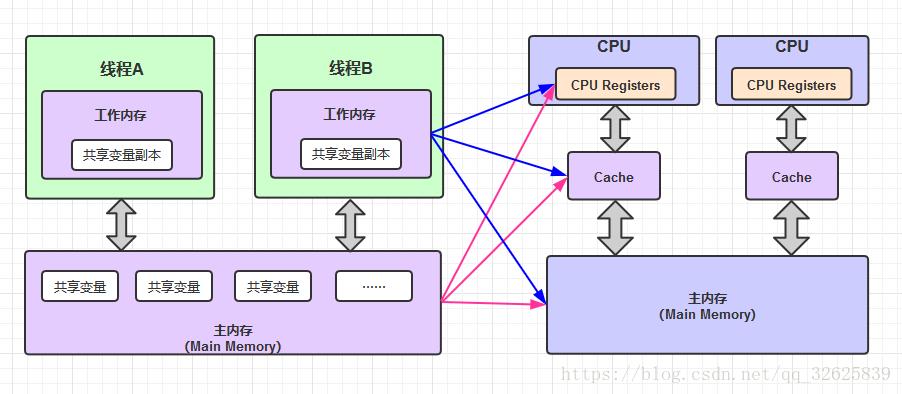 线程A
工作内存
共享变量副本
线程B
工作内存
共享变量副本
共享变量
共享变量
共享变量
......
主内存
(Main Memory)
CPU
CPU Registers
Cache
CPU
CPU Registers
Cache
主内存
(Main Memory)
https://blog.csdn.net/qq_32625839